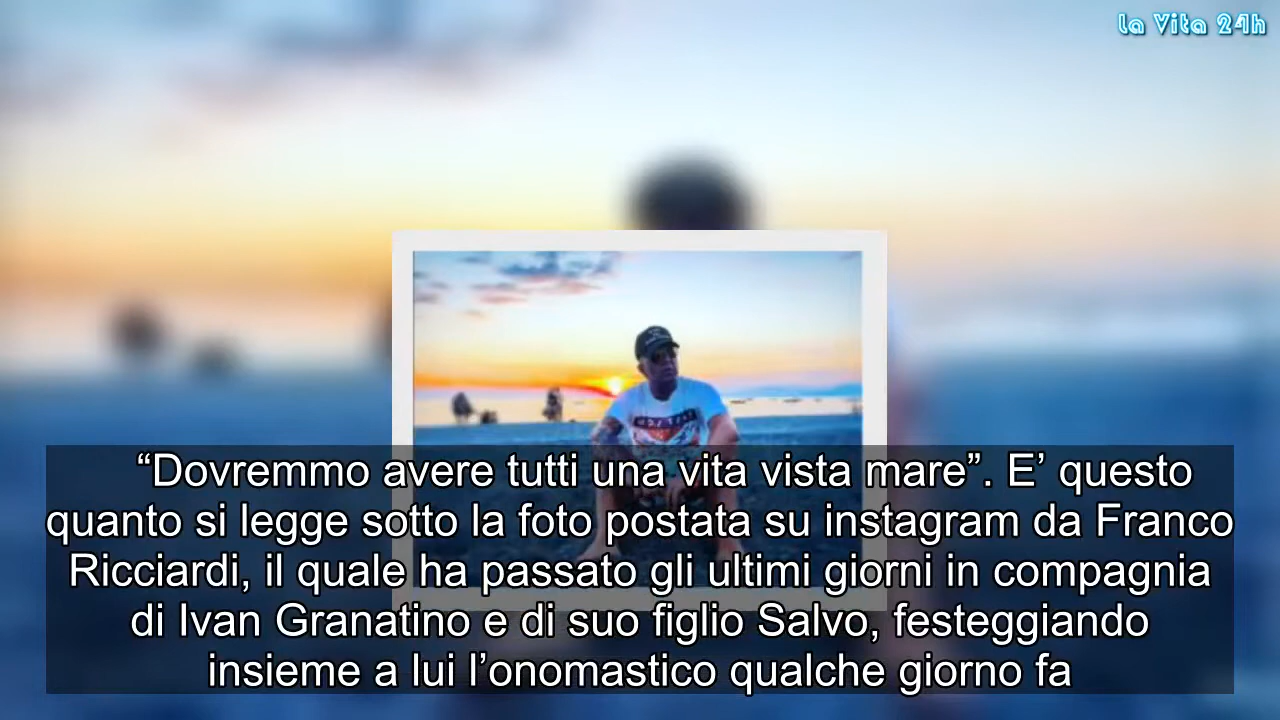 La Vita 24h
“Dovremmo avere tutti una vita vista mare”. E’ questo
quanto si legge sotto la foto postata su instagram da Franco
Ricciardi, il quale ha passato gli ultimi giorni in compagnia
di Ivan Granatino e di suo figlio Salvo, festeggiando
insieme a lui l’onomastico qualche giorno fa